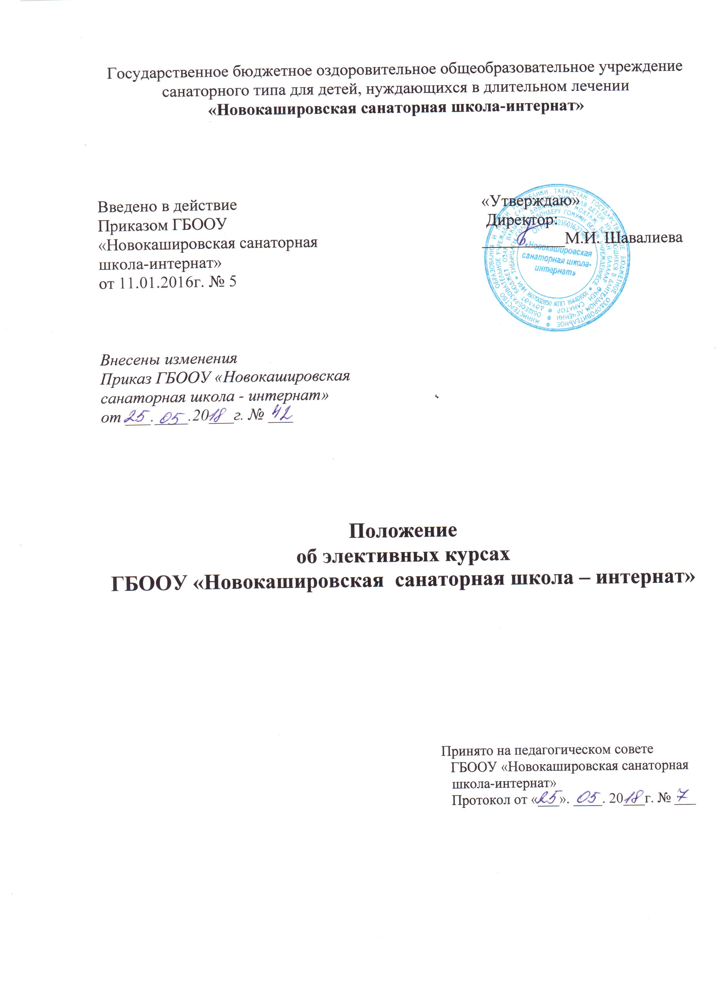 Государственное бюджетное оздоровительное общеобразовательное учреждение
санаторного типа для детей, нуждающихся в длительном лечении
«Новокашировская санаторная школа-интернат»
Введено в действие
Приказом ГБООУ
«Новокашировская санаторная
школа-интернат»
от 11.01.2016г. № 5
«Утверждаю»
Директор:
М.И. Шавалиева
«Новокашировская
санаторная школа-
интернат»
ИНН 1607002850 КПП 164401001
Внесены изменения
Приказ ГБООУ «Новокашировская
санаторная школа - интернат»
от 25.05.2018г. № 42
Положение
об элективных курсах
ГБООУ «Новокашировская санаторная школа – интернат»
Принято на педагогическом совете
ГБООУ «Новокашировская санаторная
школа-интернат»
Протокол от «25». 05. 2018г. № 7